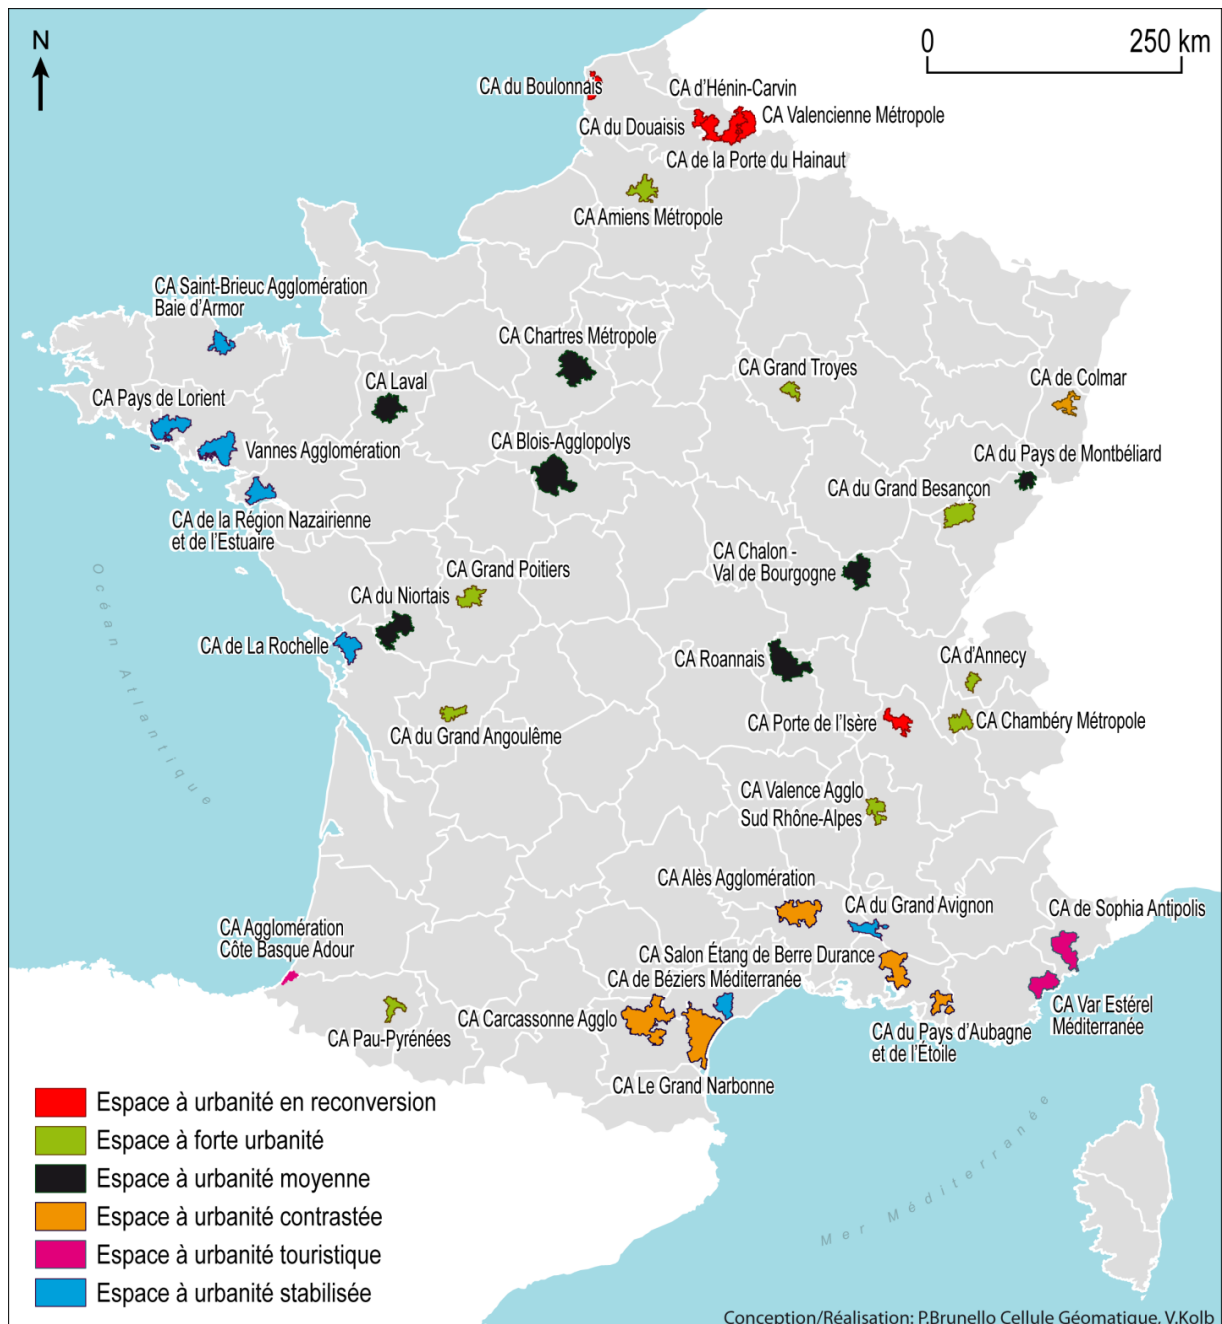 N
0 250 km
CA du Boulonnais
CA d'Hénin-Carvin
CA Valencienne Métropole
CA du Douaisis
CA de la Porte du Hainaut
CA Amiens Métropole
CA Saint-Brieuc Agglomération
Baie d'Armor
CA Chartres Métropole
CA Grand Troyes
CA Laval
CA de Colmar
CA Pays de Lorient
Vannes Agglomération
CA Blois-Agglopolys
CA du Pays de Montbéliard
CA du Grand Besançon
CA de la Région Nazairienne
et de l'Estuaire
CA Chalon -
Val de Bourgogne
CA Grand Poitiers
CA du Niortais
CA de La Rochelle
CA Roannais
CA d'Annecy
CA Porte de l'Isère
CA Chambéry Métropole
CA du Grand Angoulême
CA Valence Agglo
Sud Rhône-Alpes
Océan Atlantique
CA Alès Agglomération
CA du Grand Avignon
CA de Sophia Antipolis
CA Agglomération
Côte Basque Adour
CA Salon Étang de Berre Durance
CA de Béziers Méditerranée
CA Var Estérel
Méditerranée
CA Carcassonne Agglo
CA Pau-Pyrénées
CA du Pays d'Aubagne
et de l'Étoile
CA Le Grand Narbonne
Mer Méditerranée
Espace à urbanité en reconversion
Espace à forte urbanité
Espace à urbanité moyenne
Espace à urbanité contrastée
Espace à urbanité touristique
Espace à urbanité stabilisée
Conception/Réalisation: P.Brunello Cellule Géomatique, V.Kolb